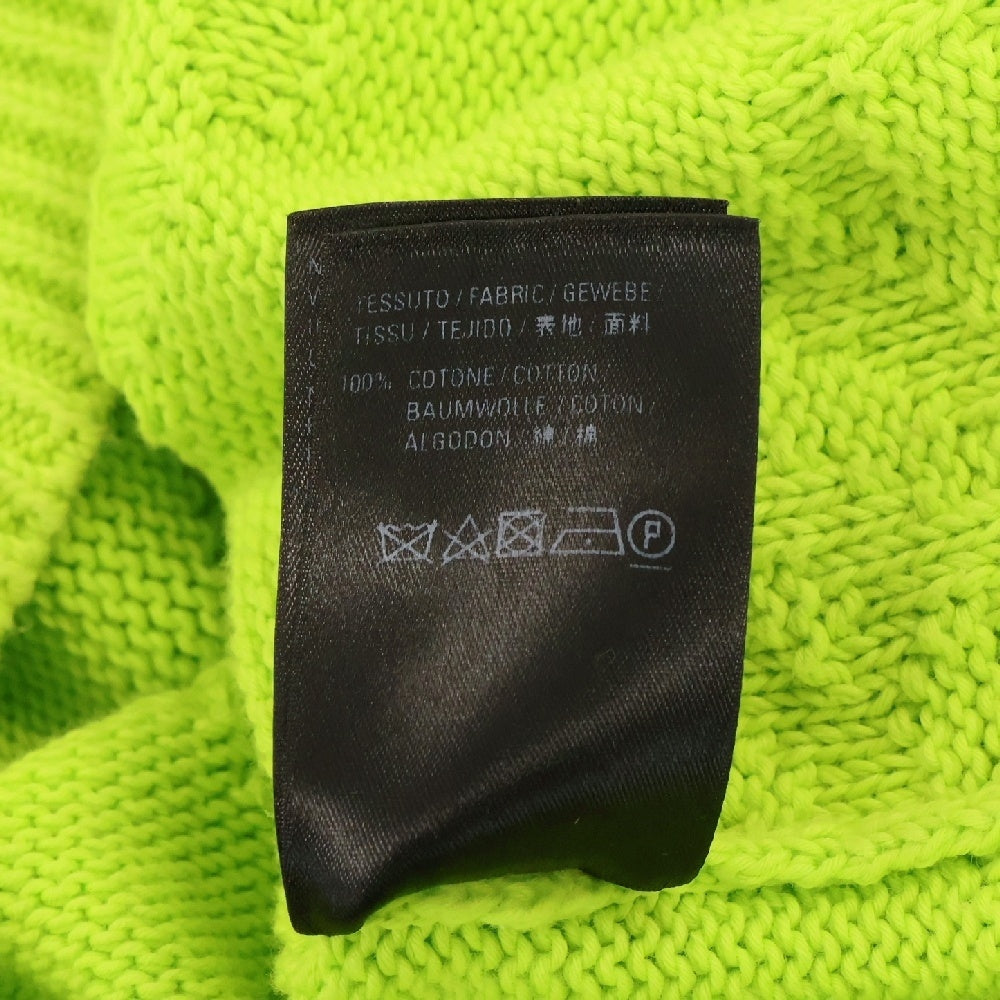 TESSUTO / FABRIC / GEWEBE /
TISSU / TEJIDO / 表地 / 面料
100% COTONE / COTTON /
BAUMWOLLE / COTON /
ALGODON / 綿 / 棉
P